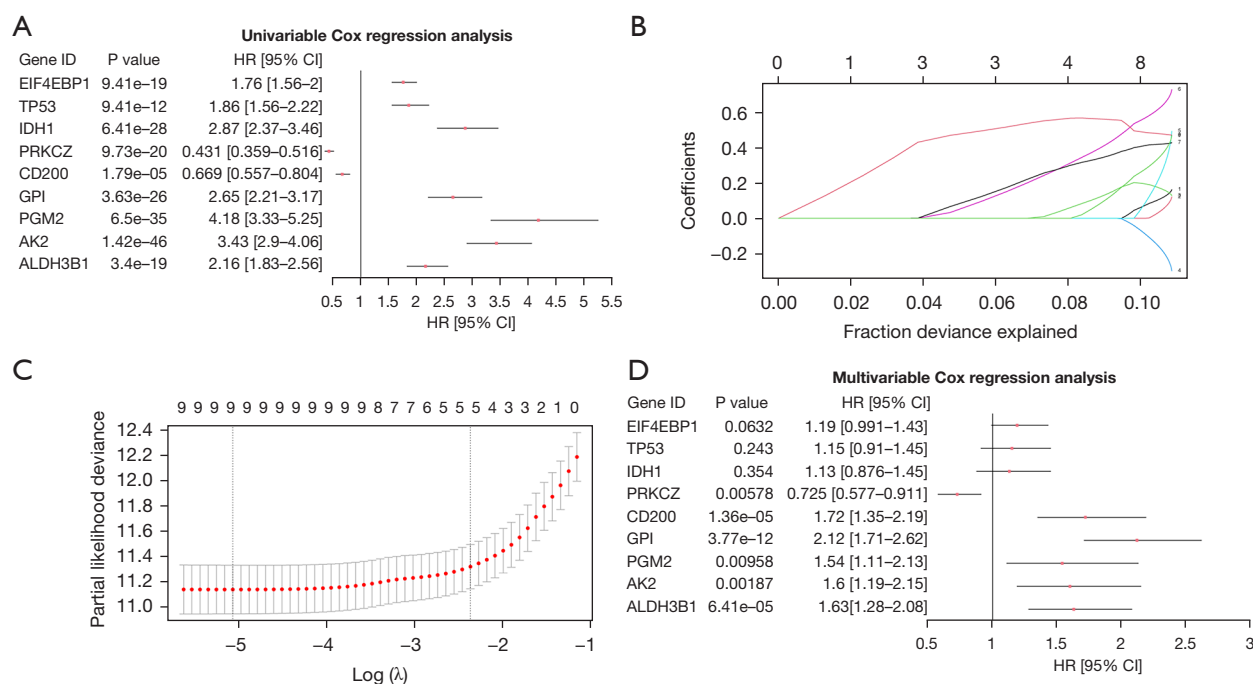 A
Univariable Cox regression analysis
Gene ID P value HR [95% CI]
EIF4EBP1 9.41e−19 1.76 [1.56−2]
TP53 9.41e−12 1.86 [1.56−2.22]
IDH1 6.41e−28 2.87 [2.37−3.46]
PRKCZ 9.73e−20 0.431 [0.359−0.516]
CD200 1.79e−05 0.669 [0.557−0.804]
GPI 3.63e−26 2.65 [2.21−3.17]
PGM2 6.5e−35 4.18 [3.33−5.25]
AK2 1.42e−46 3.43 [2.9−4.06]
ALDH3B1 3.4e−19 2.16 [1.83−2.56]
0.5 1 1.5 2 2.5 3 3.5 4 4.5 5 5.5
HR [95% CI]
B
0 1 3 3 4 8
Coefficients
0.6
0.4
0.2
0.0
−0.2
6
7
1
4
0.00 0.02 0.04 0.06 0.08 0.10
Fraction deviance explained
C
9 9 9 9 9 9 9 9 9 9 9 9 8 7 7 6 5 5 5 4 3 3 2 1 0
Partial likelihood deviance
12.4
12.2
12.0
11.8
11.6
11.4
11.2
11.0
−5 −4 −3 −2 −1
Log (λ)
D
Multivariable Cox regression analysis
Gene ID P value HR [95% CI]
EIF4EBP1 0.0632 1.19 [0.991−1.43]
TP53 0.243 1.15 [0.91−1.45]
IDH1 0.354 1.13 [0.876−1.45]
PRKCZ 0.00578 0.725 [0.577−0.911]
CD200 1.36e−05 1.72 [1.35−2.19]
GPI 3.77e−12 2.12 [1.71−2.62]
PGM2 0.00958 1.54 [1.11−2.13]
AK2 0.00187 1.6 [1.19−2.15]
ALDH3B1 6.41e−05 1.63[1.28−2.08]
0.5 1 1.5 2 2.5 3
HR [95% CI]